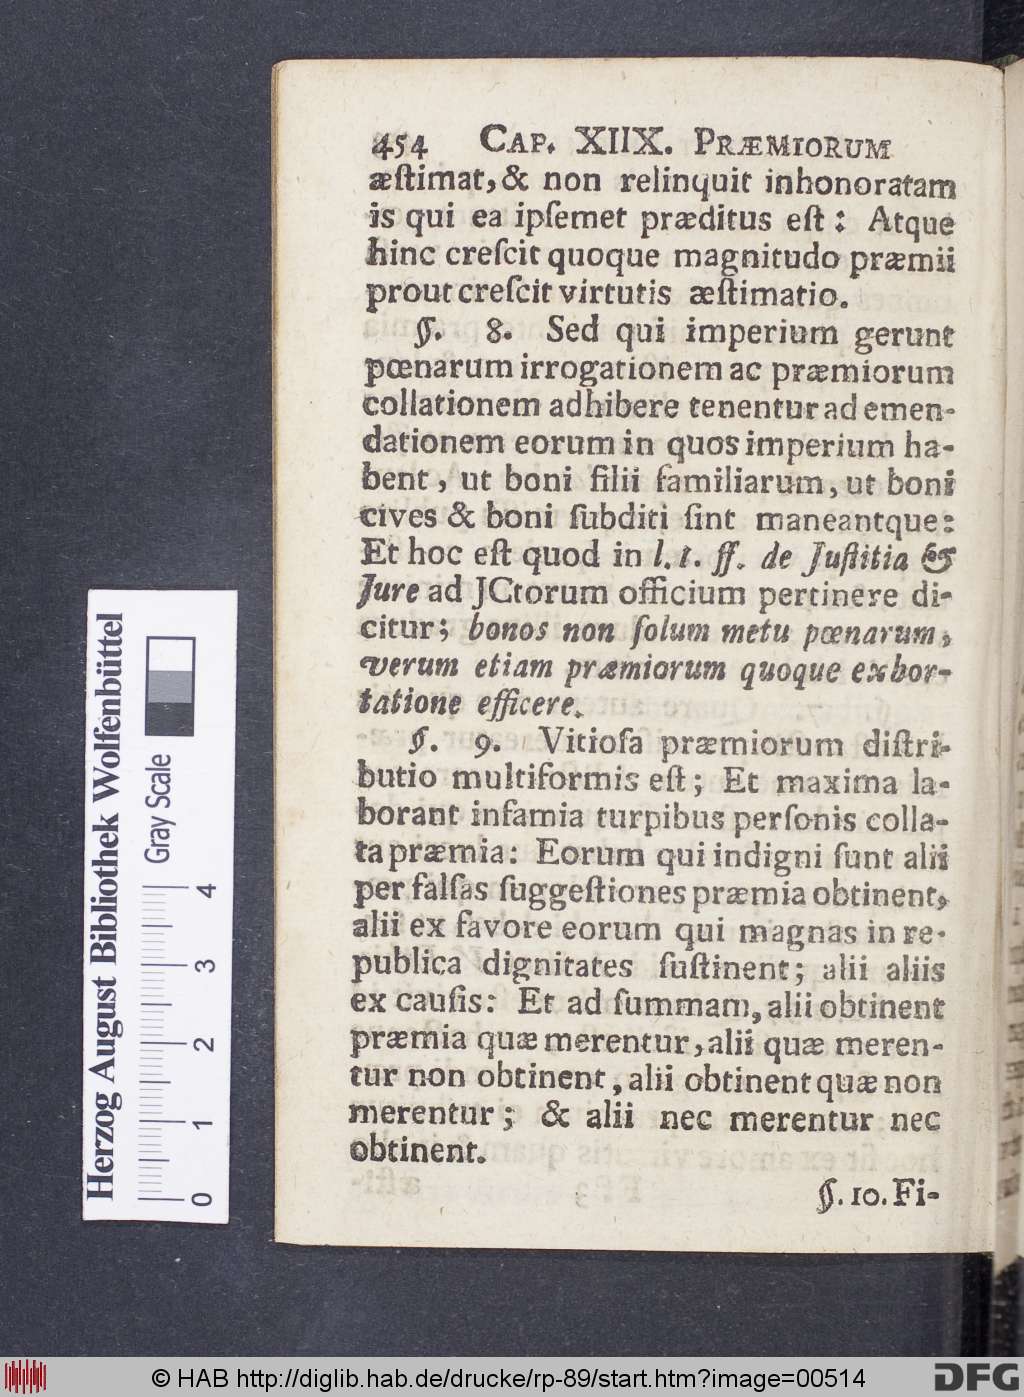 454 CAP. XIIX. PRÆMIORUM
æſtimat, & non relinquit inhonoratam
is qui ea ipſemet præditus eſt: Atque
hinc creſcit quoque magnitudo præmii
prout creſcit virtutis æſtimatio.
§. 8. Sed qui imperium gerunt
pœnarum irrogationem ac præmiorum
collationem adhibere tenentur ad emen-
dationem eorum in quos imperium ha-
bent, ut boni filii familiarum, ut boni
cives & boni ſubditi ſint maneantque:
Et hoc eſt quod in l. 1. ff. de Juſtitia &
Jure ad JCtorum officium pertinere di-
citur; bonos non ſolum metu pœnarum,
verum etiam præmiorum quoque exhor-
tatione efficere.
§. 9. Vitioſa præmiorum diſtri-
butio multiformis eſt; Et maxima la-
borant infamia turpibus perſonis colla-
ta præmia: Eorum qui indigni ſunt alii
per falſas ſuggeſtiones præmia obtinent,
alii ex favore eorum qui magnas in re-
publica dignitates ſuſtinent; alii aliis
ex cauſis: Et ad ſummam, alii obtinent
præmia quæ merentur, alii quæ meren-
tur non obtinent, alii obtinent quæ non
merentur; & alii nec merentur nec
obtinent.
§. 10. Fi-
Herzog August Bibliothek Wolfenbüttel
Gray Scale
0 1 2 3 4
© HAB http://diglib.hab.de/drucke/rp-89/start.htm?image=00514
DFG